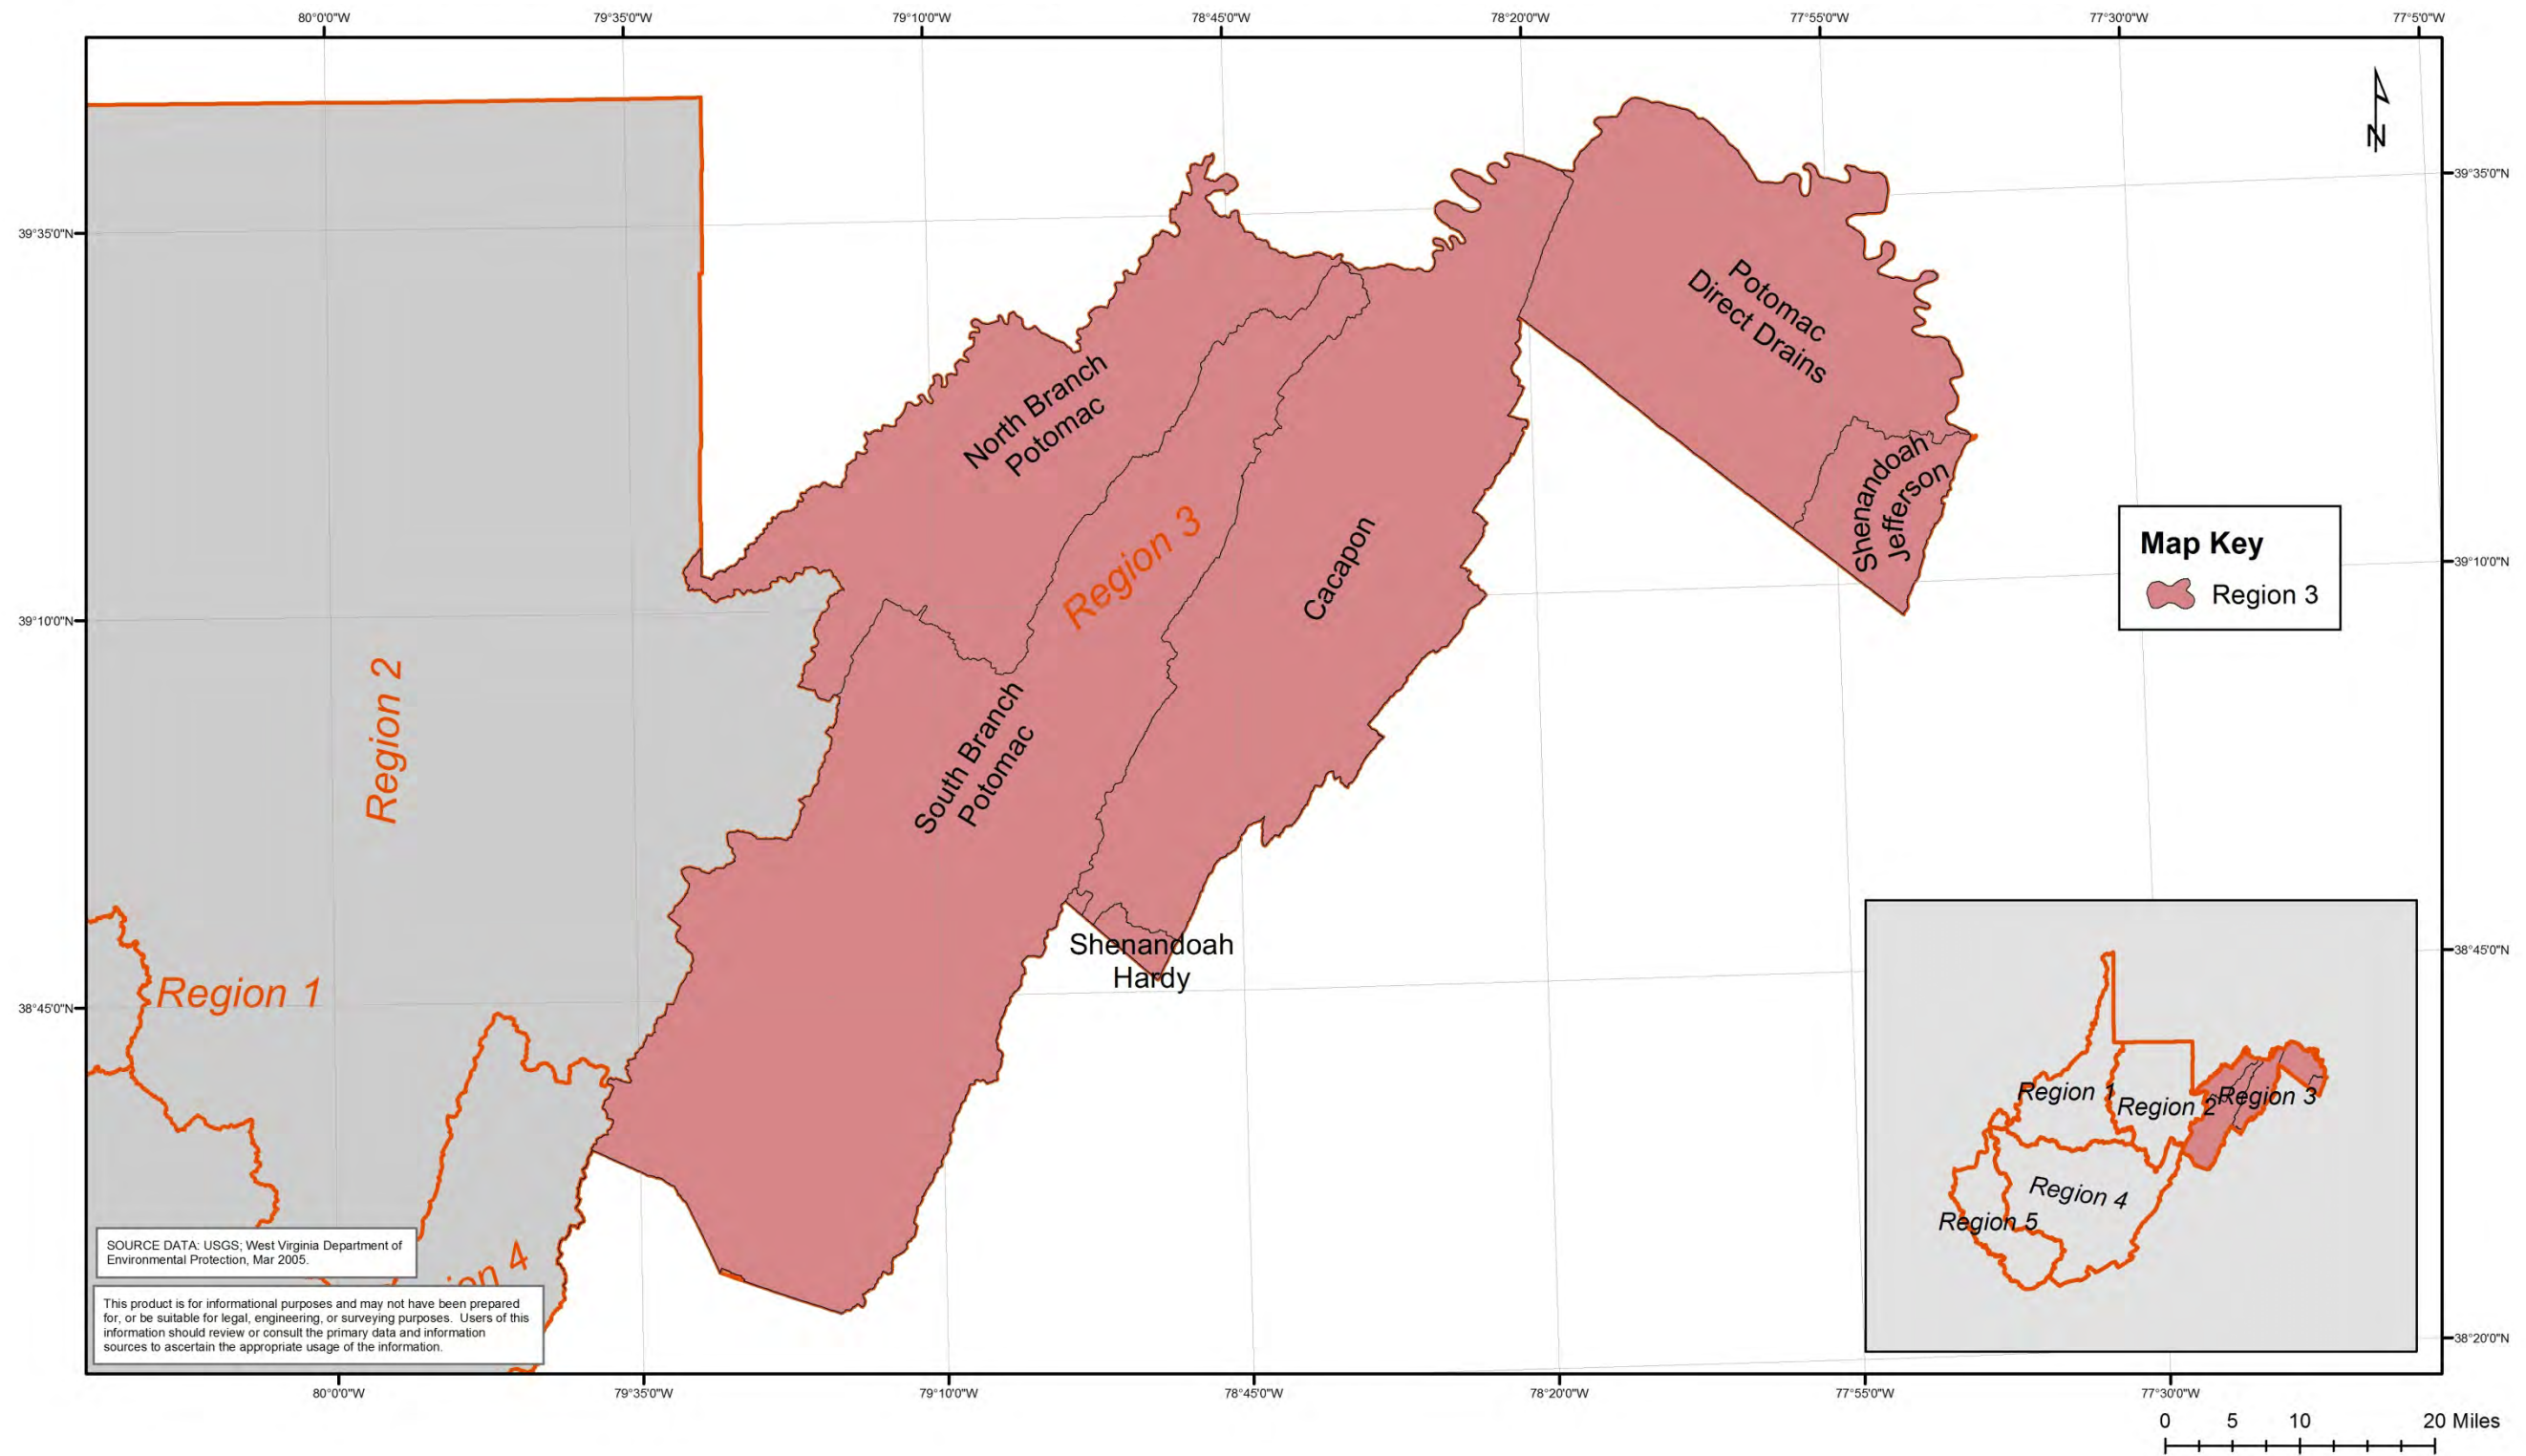 80°0'0"W
79°35'0"W
79°10'0"W
78°45'0"W
78°20'0"W
77°55'0"W
77°30'0"W
77°5'0"W
39°35'0"N
39°10'0"N
38°45'0"N
39°35'0"N
39°10'0"N
38°45'0"N
38°20'0"N
N
Potomac
Direct Drains
North Branch
Potomac
Shenandoah
Jefferson
Region 3
Cacapon
South Branch
Potomac
Shenandoah
Hardy
Region 2
Region 1
on 4
Map Key
Region 3
Region 1
Region 2
Region 3
Region 4
Region 5
SOURCE DATA: USGS; West Virginia Department of
Environmental Protection, Mar 2005.
This product is for informational purposes and may not have been prepared
for, or be suitable for legal, engineering, or surveying purposes. Users of this
information should review or consult the primary data and information
sources to ascertain the appropriate usage of the information.
80°0'0"W
79°35'0"W
79°10'0"W
78°45'0"W
78°20'0"W
77°55'0"W
77°30'0"W
0 5 10 20 Miles